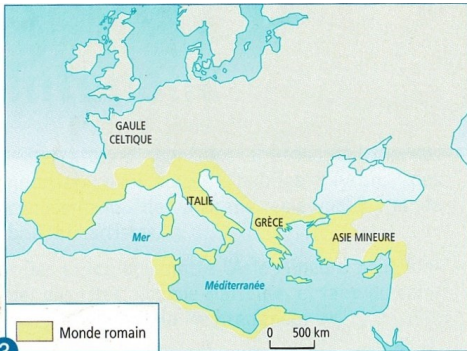 GAULE
CELTIQUE
ITALIE
GRÈCE
ASIE MINEURE
Mer
Méditerranée
Monde romain
0 500 km